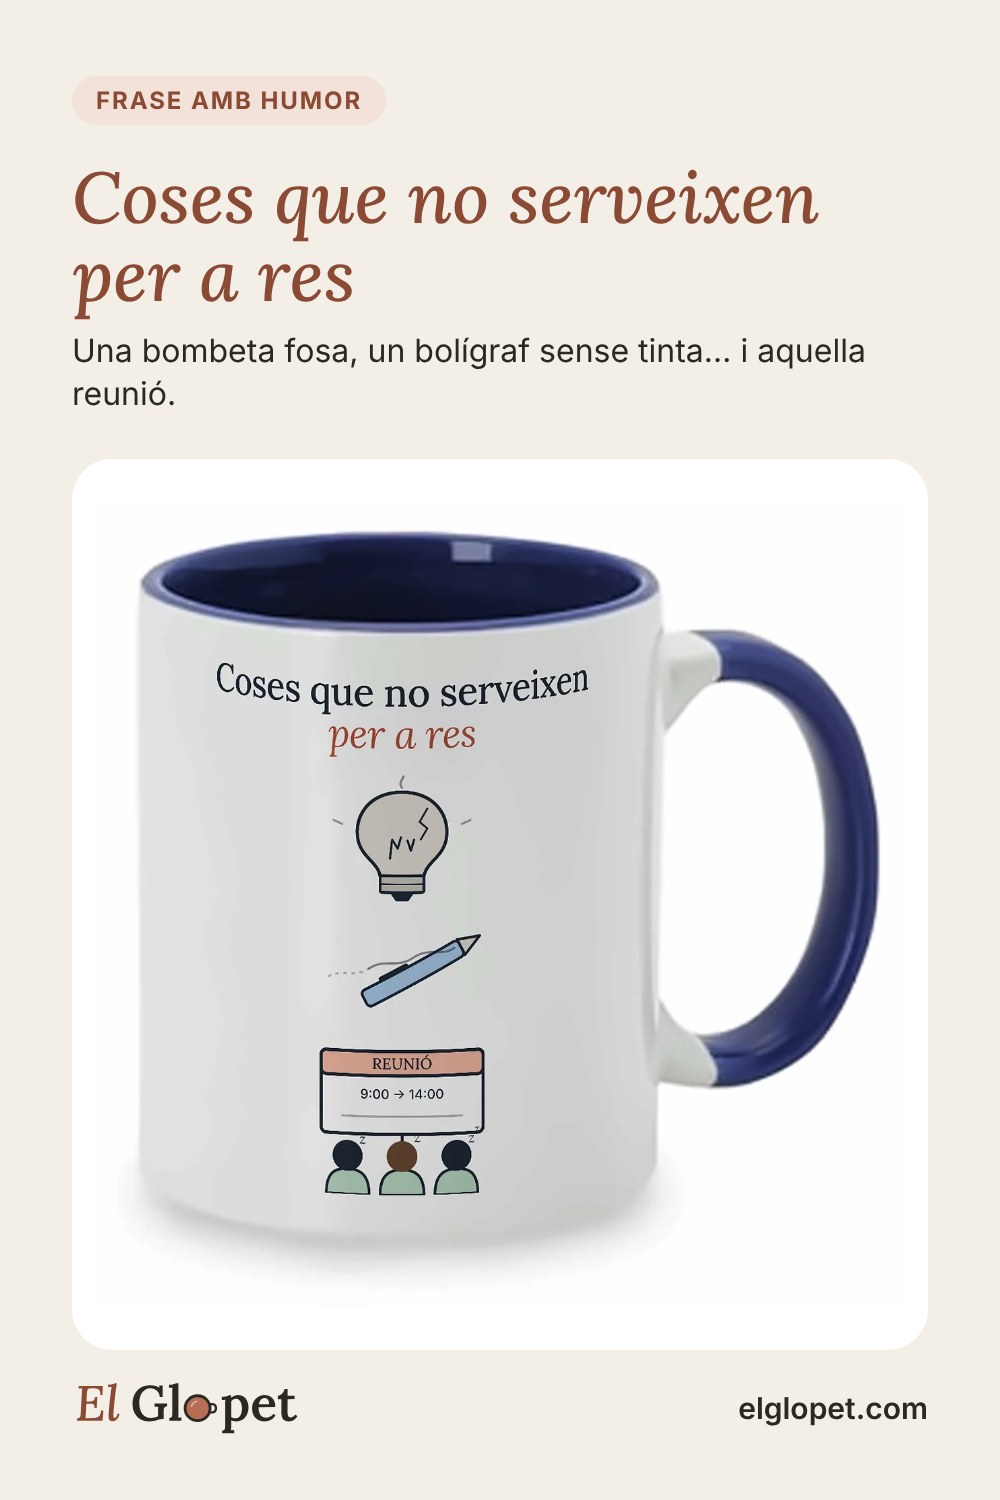 FRASE AMB HUMOR
Coses que no serveixen
per a res
Una bombeta fosa, un bolígraf sense tinta... i aquella
reunió.
Coses que no serveixen
per a res
REUNIÓ
9:00 → 14:00
z z z z
El Glopet
elglopet.com